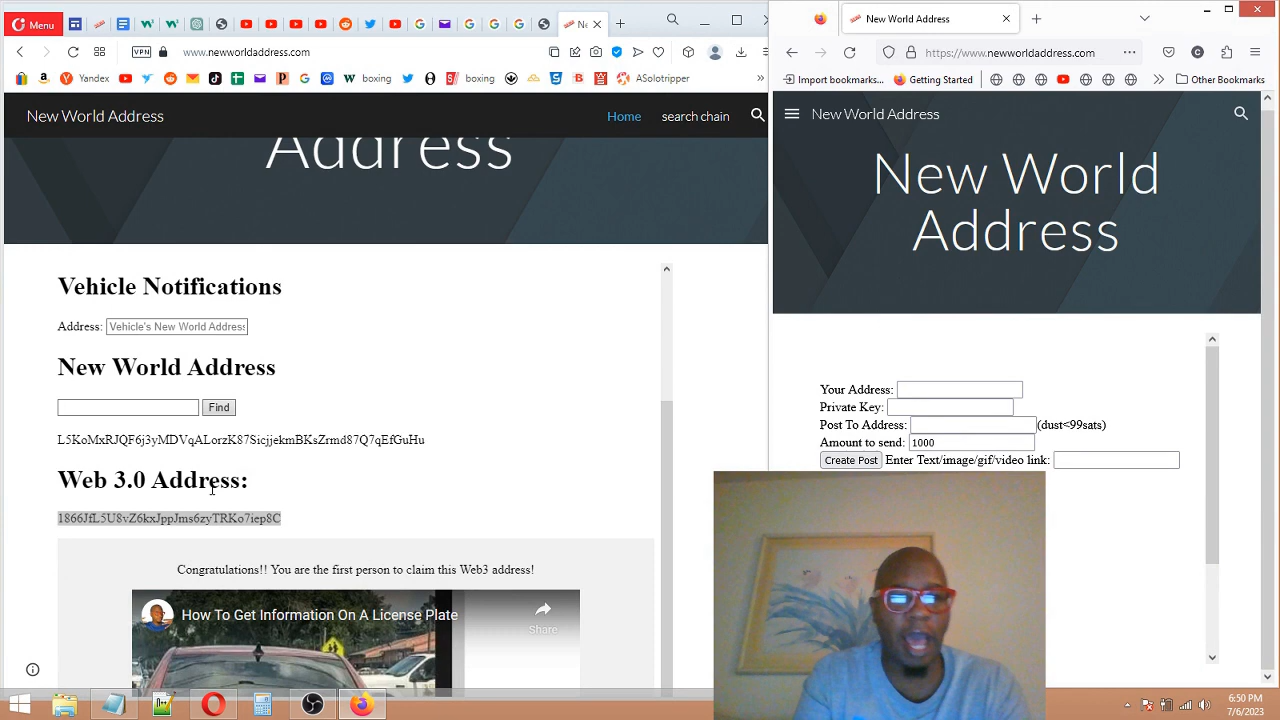 Menu
New World Address
VPN
www.newworldaddress.com
https://www.newworldaddress.com
Yandex
boxing
boxing
ASolotripper
Import bookmarks...
Getting Started
Other Bookmarks
New World Address
Home
search chain
Address
Vehicle Notifications
Address: Vehicle's New World Address
New World Address
Find
L5KoMxRJQF6j3yMDVqALorzK87SicjjekmBKsZrmd87Q7qEfGuHu
Web 3.0 Address:
1866JfL5U8vZ6kxJppJms6zyTRKo7iep8C
Congratulations!! You are the first person to claim this Web3 address!
How To Get Information On A License Plate
Share
New World Address
New World
Address
Your Address:
Private Key:
Post To Address: (dust<99sats)
Amount to send: 1000
Create Post Enter Text/image/gif/video link:
6:50 PM
7/6/2023